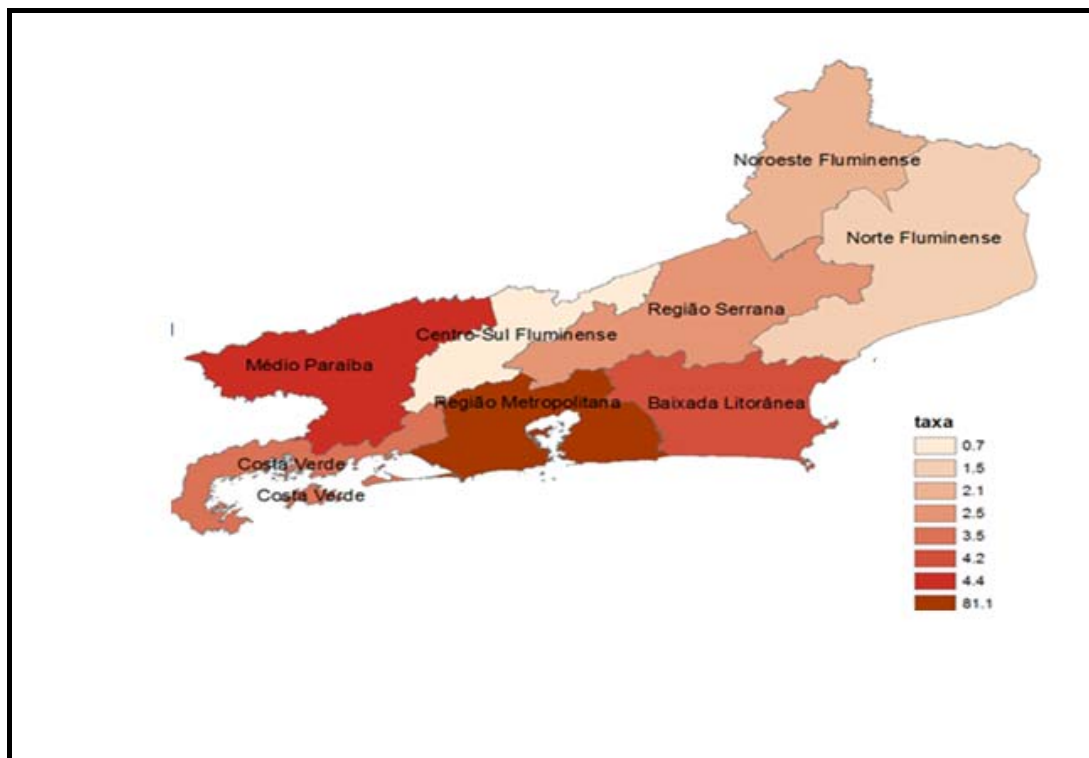 Noroeste Fluminense
Norte Fluminense
Região Serrana
Centro-Sul Fluminense
Médio Paraíba
Região Metropolitana
Baixada Litorânea
Costa Verde
Costa Verde
taxa
0.7
1.5
2.1
2.5
3.5
4.2
4.4
81.1